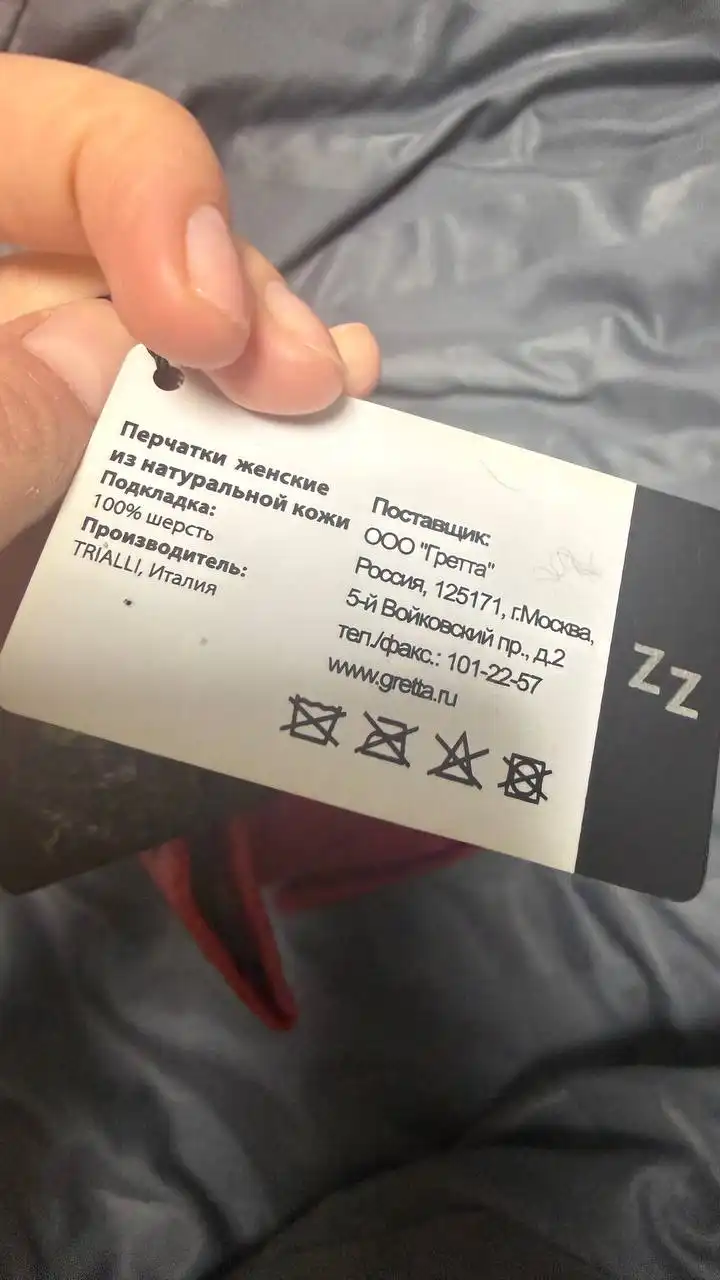 Перчатки женские
из натуральной кожи
Подкладка:
100% шерсть
Производитель:
TRIALLI, Италия
Поставщик:
ООО "Гретта"
Россия, 125171, г.Москва,
5-й Войковский пр., д.2
тел./факс.: 101-22-57
www.gretta.ru
ZZ